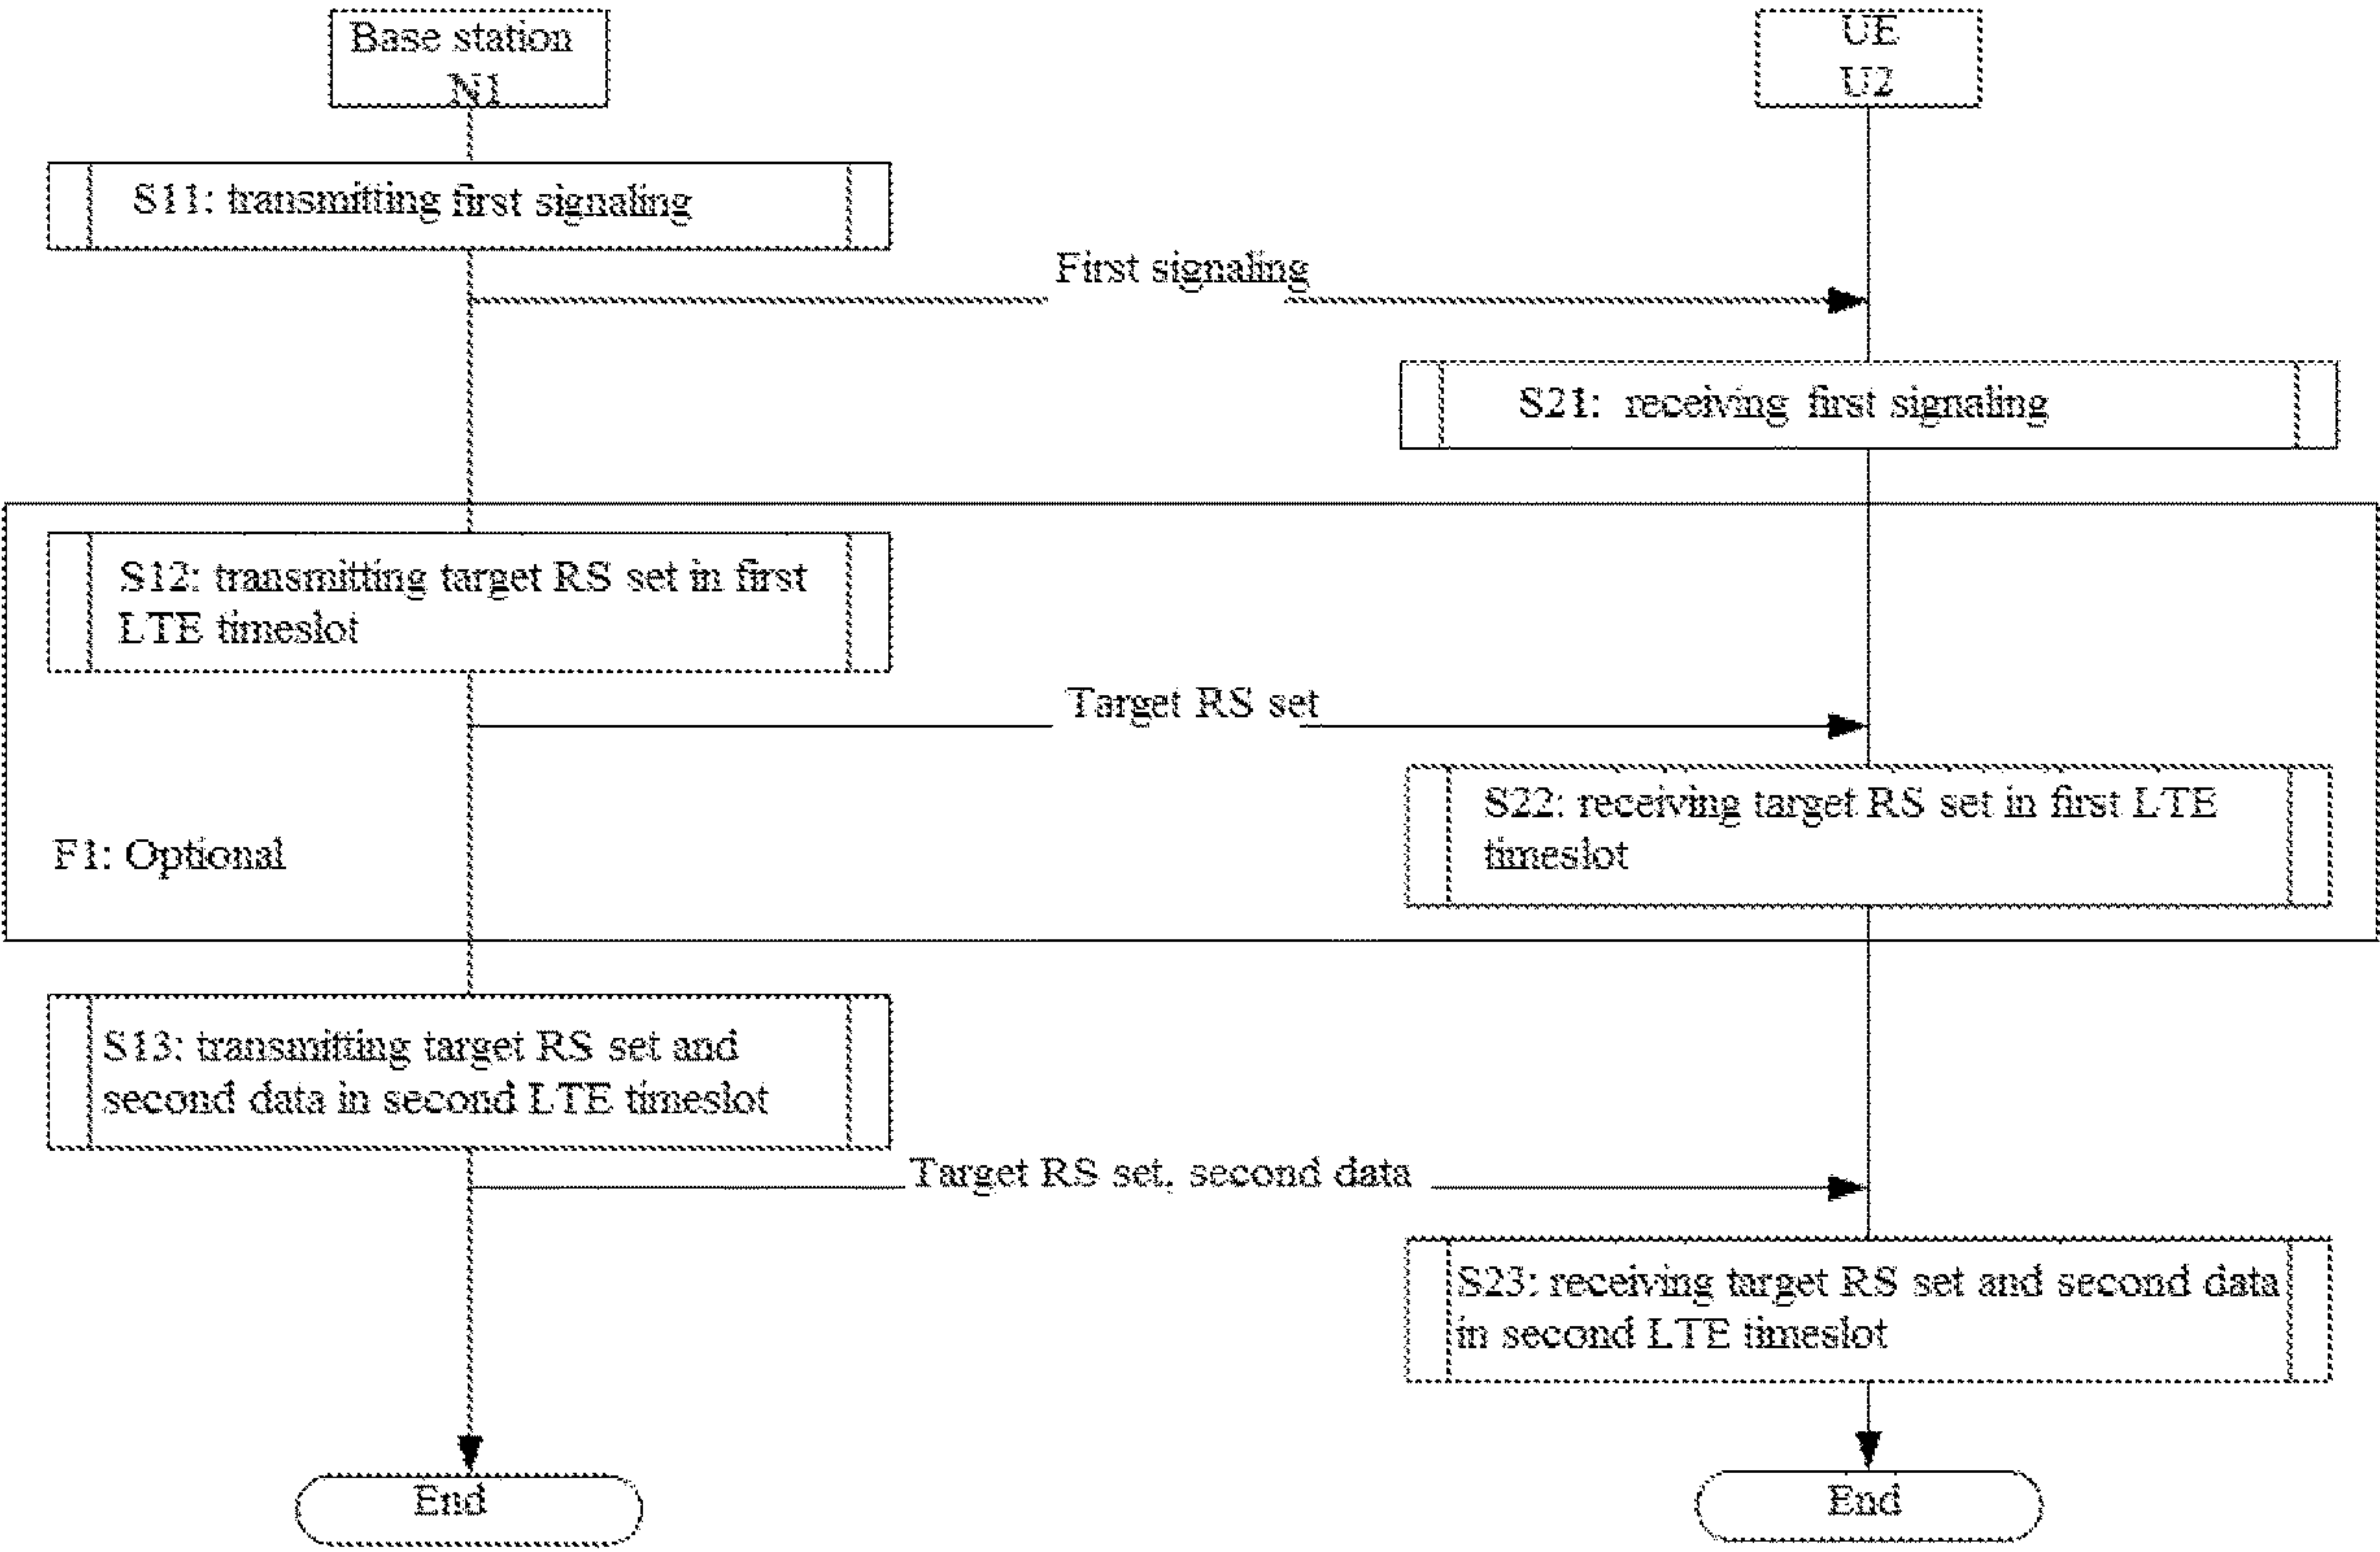 Base station
N1
UE
U2
S11: transmitting first signaling
First signaling
S21: receiving first signaling
S12: transmitting target RS set in first
LTE timeslot
Target RS set
S22: receiving target RS set in first LTE
timeslot
F1: Optional
S13: transmitting target RS set and
second data in second LTE timeslot
Target RS set, second data
S23: receiving target RS set and second data
in second LTE timeslot
End
End